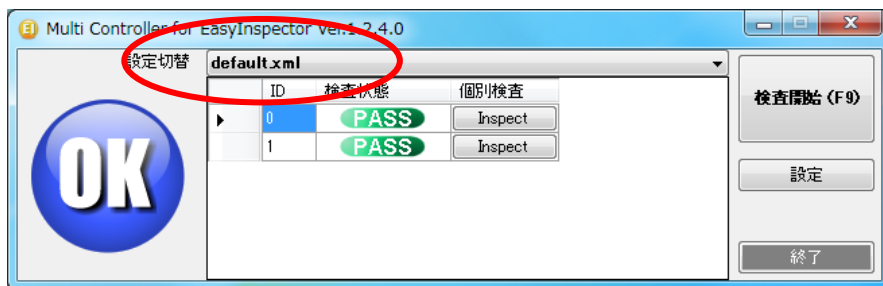 Multi Controller for EasyInspector Ver.1.2.4.0
設定切替 default.xml
ID 検査状態 個別検査
0 PASS Inspect
1 PASS Inspect
OK
検査開始(F9)
設定
終了